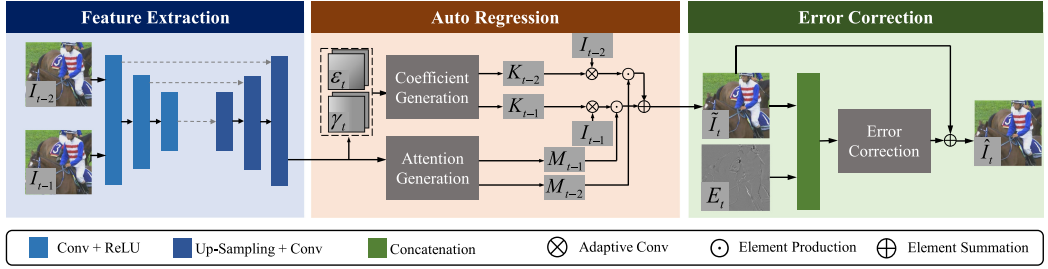 Feature Extraction
Auto Regression
Error Correction
I_{t-2}
I_{t-1}
ε_t
γ_t
Coefficient
Generation
Attention
Generation
K_{t-2}
K_{t-1}
I_{t-2}
I_{t-1}
M_{t-1}
M_{t-2}
Ĩ_t
E_t
Error
Correction
Î_t
Conv + ReLU
Up-Sampling + Conv
Concatenation
Adaptive Conv
Element Production
Element Summation